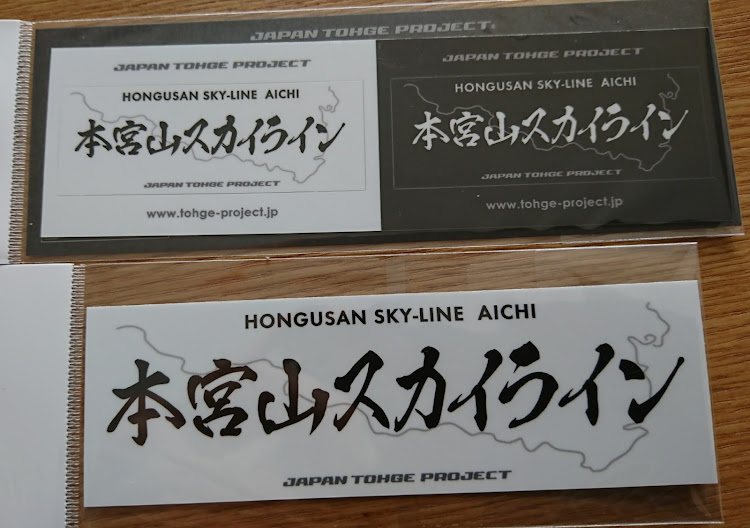 JAPAN TOHGE PROJECT®
JAPAN TOHGE PROJECT
HONGUSAN SKY-LINE AICHI
本宮山スカイライン
JAPAN TOHGE PROJECT
www.tohge-project.jp
JAPAN TOHGE PROJECT
HONGUSAN SKY-LINE AICHI
本宮山スカイライン
JAPAN TOHGE PROJECT
www.tohge-project.jp
HONGUSAN SKY-LINE AICHI
本宮山スカイライン
JAPAN TOHGE PROJECT